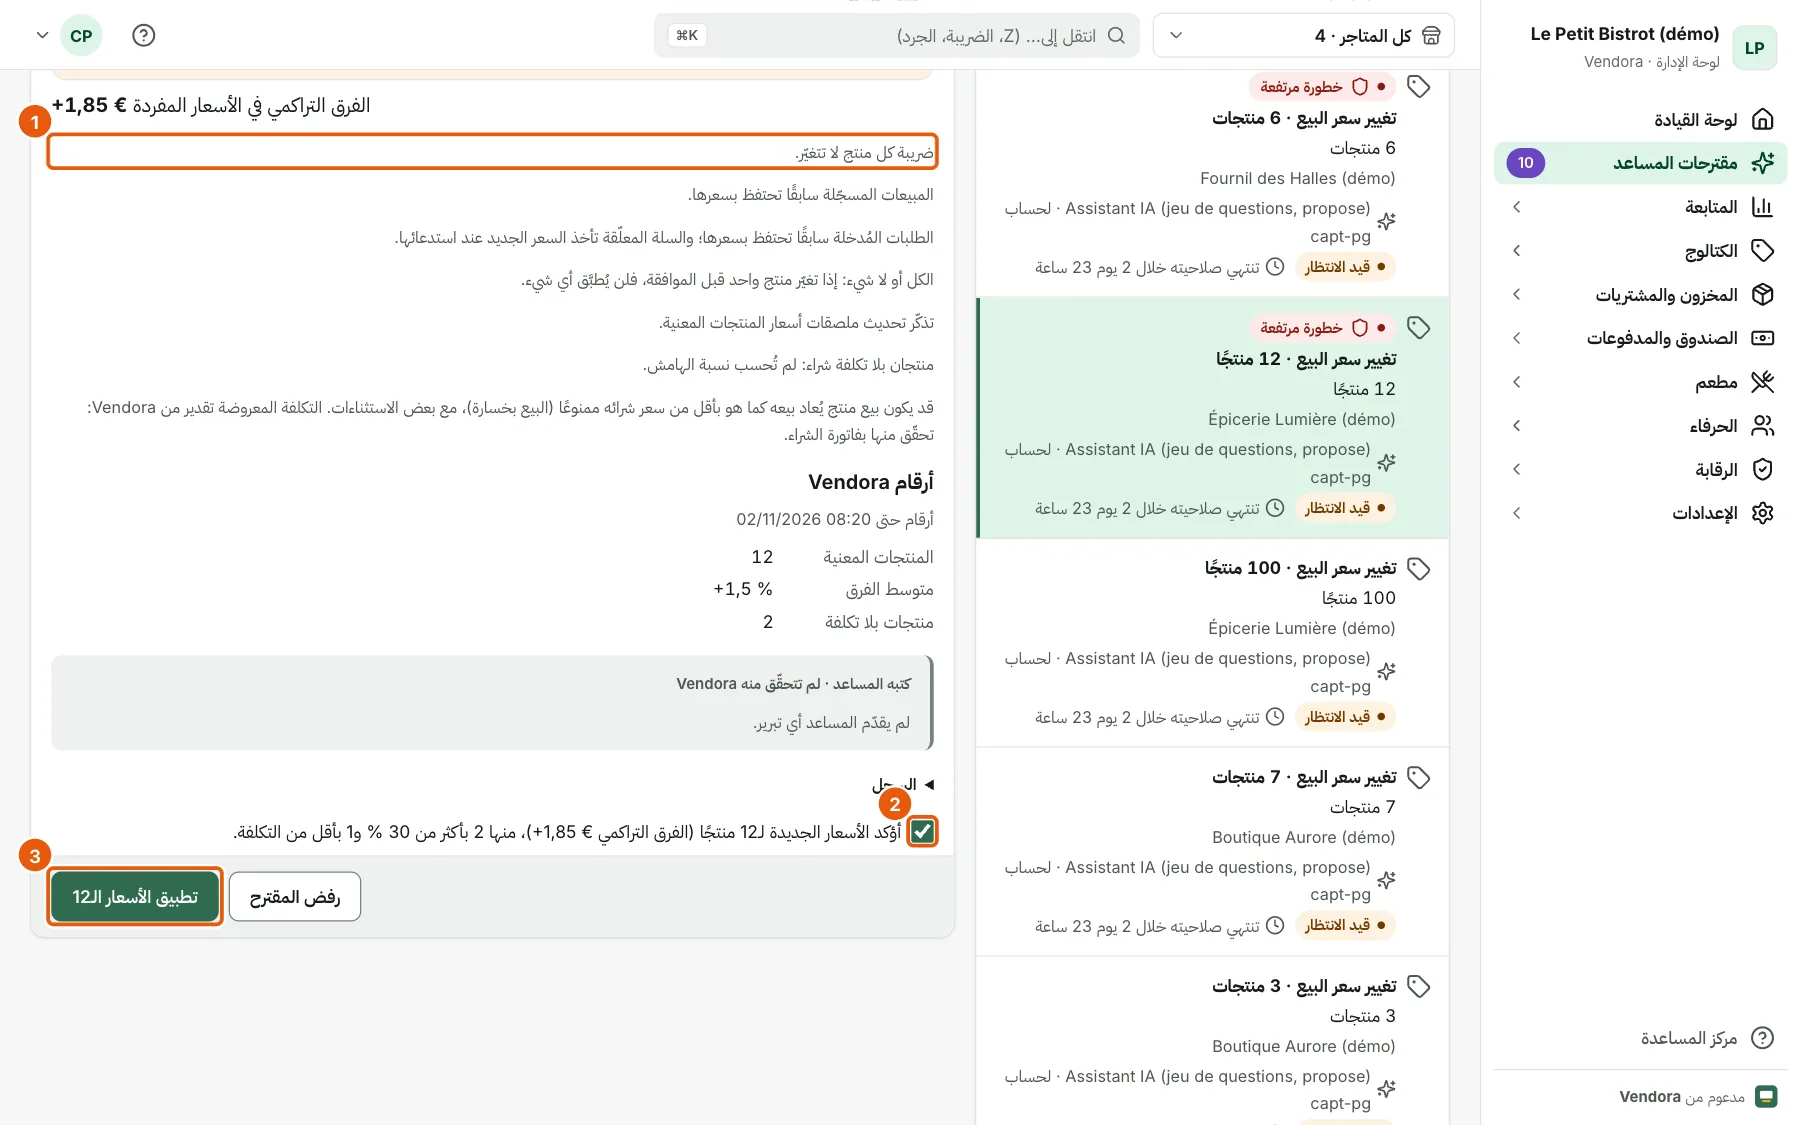 LP
Le Petit Bistrot (démo)
لوحة الإدارة · Vendora
لوحة القيادة
مقترحات المساعد
10
المتابعة
الكتالوج
المخزون والمشتريات
الصندوق والمدفوعات
مطعم
الحرفاء
الرقابة
الإعدادات
مركز المساعدة
مدعوم من Vendora
كل المتاجر · 4
انتقل إلى... (Z، الضريبة، الجرد)
⌘K
CP
خطورة مرتفعة
تغيير سعر البيع · 6 منتجات
6 منتجات
Fournil des Halles (démo)
Assistant IA (jeu de questions, propose) · لحساب
capt-pg
قيد الانتظار
تنتهي صلاحيته خلال 2 يوم 23 ساعة
خطورة مرتفعة
تغيير سعر البيع · 12 منتجًا
12 منتجًا
Épicerie Lumière (démo)
Assistant IA (jeu de questions, propose) · لحساب
capt-pg
قيد الانتظار
تنتهي صلاحيته خلال 2 يوم 23 ساعة
تغيير سعر البيع · 100 منتجًا
100 منتجًا
Épicerie Lumière (démo)
Assistant IA (jeu de questions, propose) · لحساب
capt-pg
قيد الانتظار
تنتهي صلاحيته خلال 2 يوم 23 ساعة
تغيير سعر البيع · 7 منتجات
7 منتجات
Boutique Aurore (démo)
Assistant IA (jeu de questions, propose) · لحساب
capt-pg
قيد الانتظار
تنتهي صلاحيته خلال 2 يوم 23 ساعة
تغيير سعر البيع · 3 منتجات
3 منتجات
Boutique Aurore (démo)
Assistant IA (jeu de questions, propose) · لحساب
capt-pg
الفرق التراكمي في الأسعار المفردة +1,85 €
1
ضريبة كل منتج لا تتغيّر.
المبيعات المسجّلة سابقًا تحتفظ بسعرها.
الطلبات المُدخلة سابقًا تحتفظ بسعرها؛ والسلة المعلّقة تأخذ السعر الجديد عند استدعائها.
الكل أو لا شيء: إذا تغيّر منتج واحد قبل الموافقة، فلن يُطبَّق أي شيء.
تذكّر تحديث ملصقات أسعار المنتجات المعنية.
منتجان بلا تكلفة شراء: لم تُحسب نسبة الهامش.
قد يكون بيع منتج يُعاد بيعه كما هو بأقل من سعر شرائه ممنوعًا (البيع بخسارة)، مع بعض الاستثناءات. التكلفة المعروضة تقدير من Vendora:
تحقّق منها بفاتورة الشراء.
أرقام Vendora
أرقام حتى 08:20 02/11/2026
المنتجات المعنية 12
متوسط الفرق +1,5 %
منتجات بلا تكلفة 2
كتبه المساعد · لم تتحقّق منه Vendora
لم يقدّم المساعد أي تبرير.
السجل
2
أؤكد الأسعار الجديدة لـ12 منتجًا (الفرق التراكمي +1,85 €)، منها 2 بأكثر من 30 % و1 بأقل من التكلفة.
3
رفض المقترح
تطبيق الأسعار الـ12